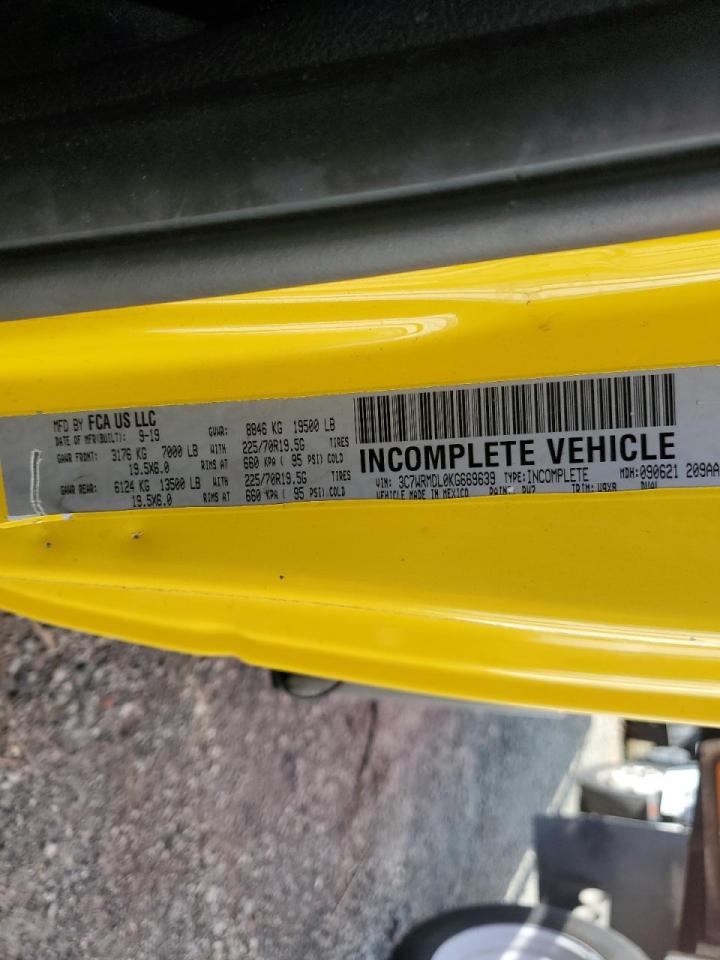 MFD BY FCA US LLC
DATE OF MFR(BUILT): 9-19 GVWR: 8846 KG 19500 LB
GAWR FRONT: 3176 KG 7000 LB WITH 225/70R19.5G TIRES
19.5X6.0 RIMS AT 660 KPA ( 95 PSI) COLD
GAWR REAR: 6124 KG 13500 LB WITH 225/70R19.5G TIRES
19.5X6.0 RIMS AT 660 KPA ( 95 PSI) COLD
INCOMPLETE VEHICLE
VIN: 3C7WRMDL0KG669639 TYPE: INCOMPLETE MDH: 090621 209AA
VEHICLE MADE IN MEXICO PAINT: TRIM: DUAL